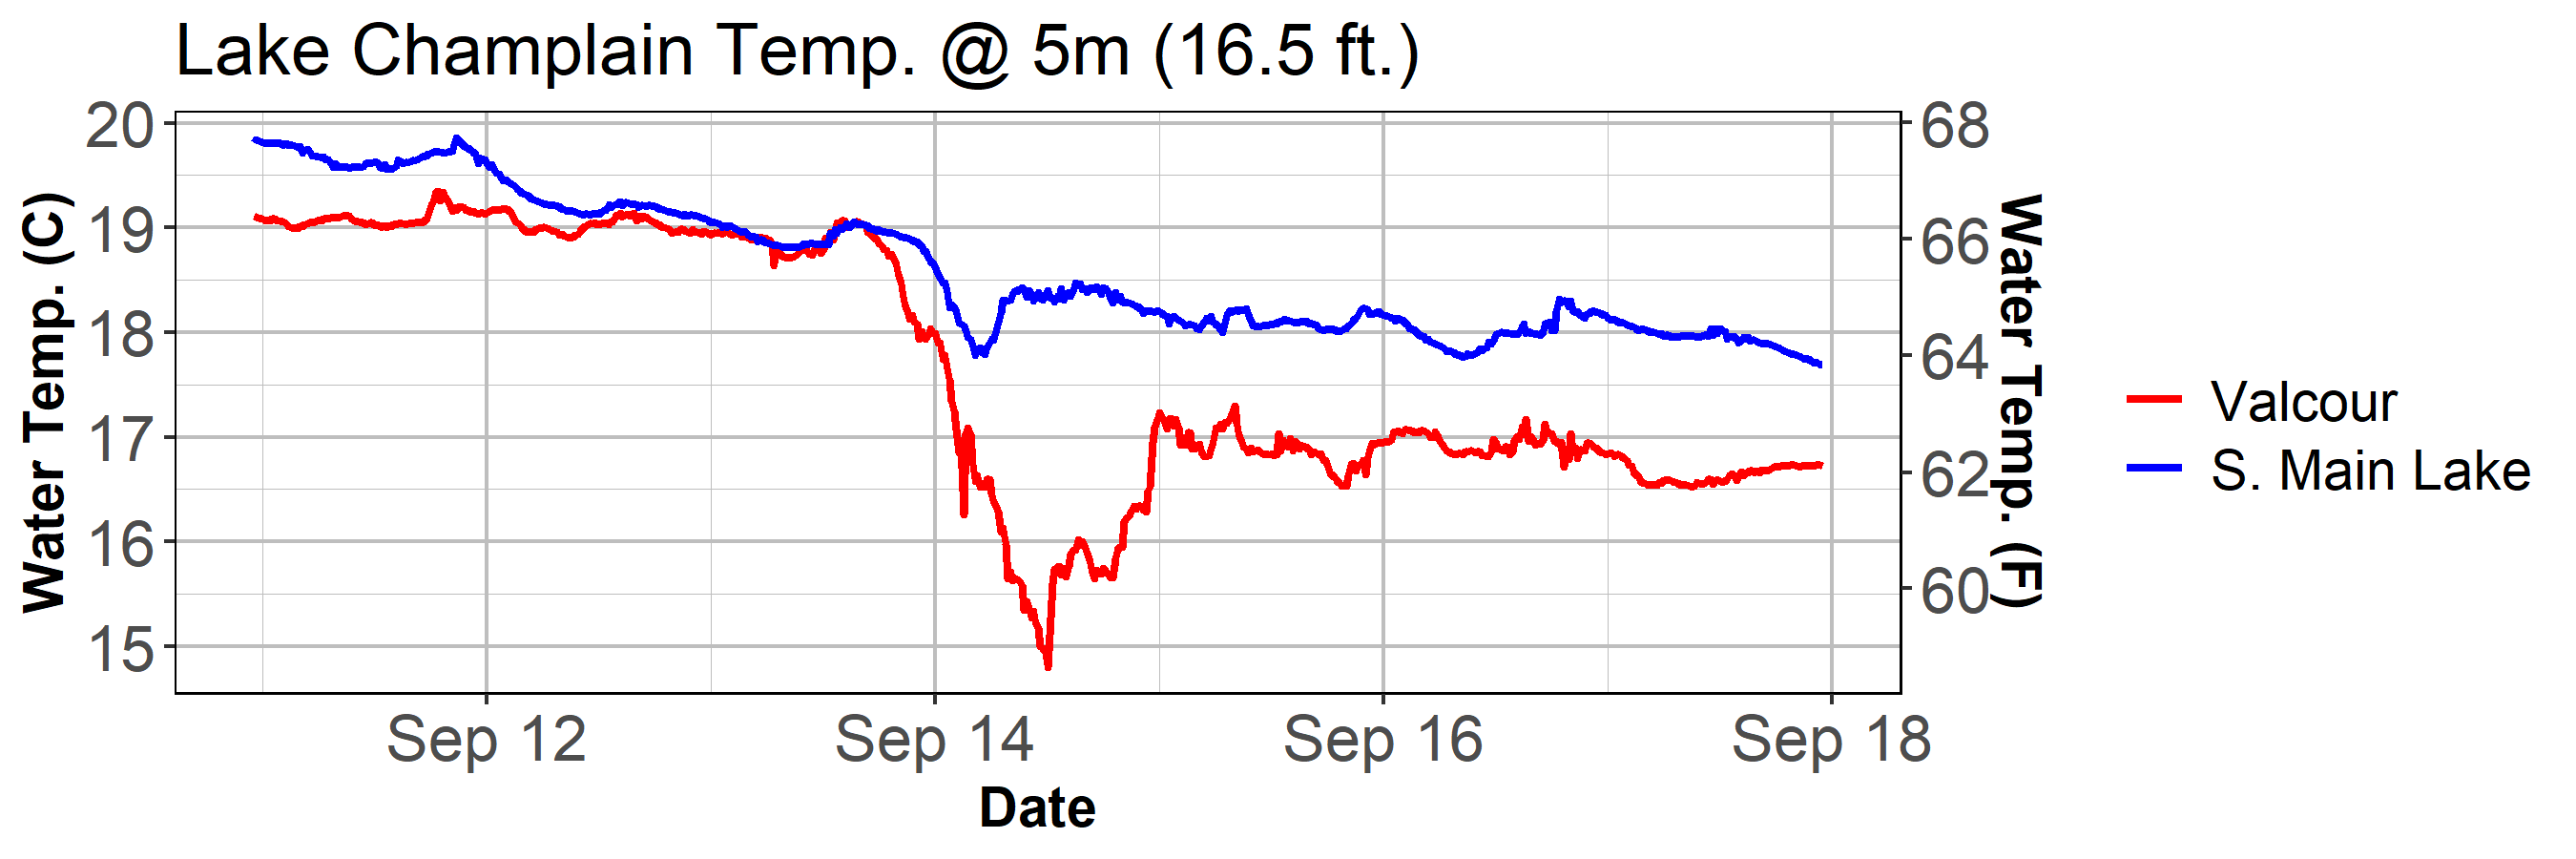 Lake Champlain Temp. @ 5m (16.5 ft.)
Water Temp. (C)
20
19
18
17
16
15
68
66
64
62
60
Water Temp. (F)
Sep 12
Sep 14
Sep 16
Sep 18
Date
Valcour
S. Main Lake